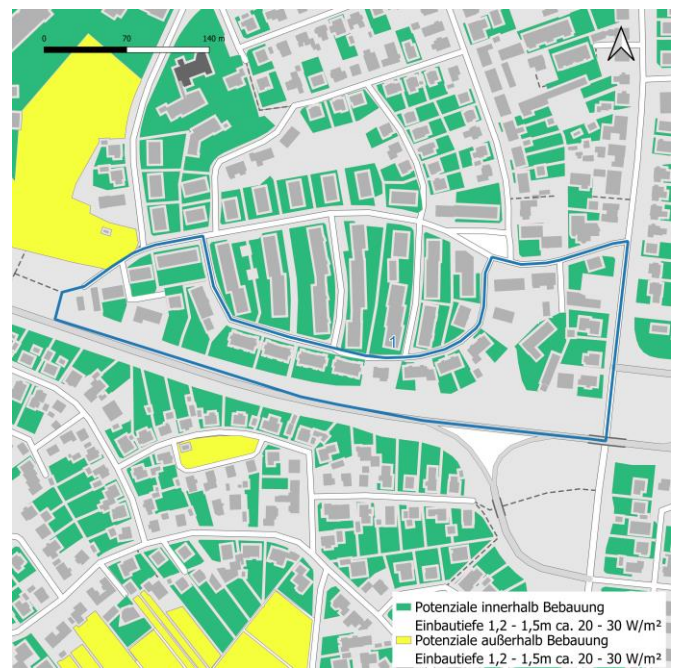 0 70 140 m
1
Potenziale innerhalb Bebauung
Einbautiefe 1,2 - 1,5m ca. 20 - 30 W/m²
Potenziale außerhalb Bebauung
Einbautiefe 1,2 - 1,5m ca. 20 - 30 W/m²